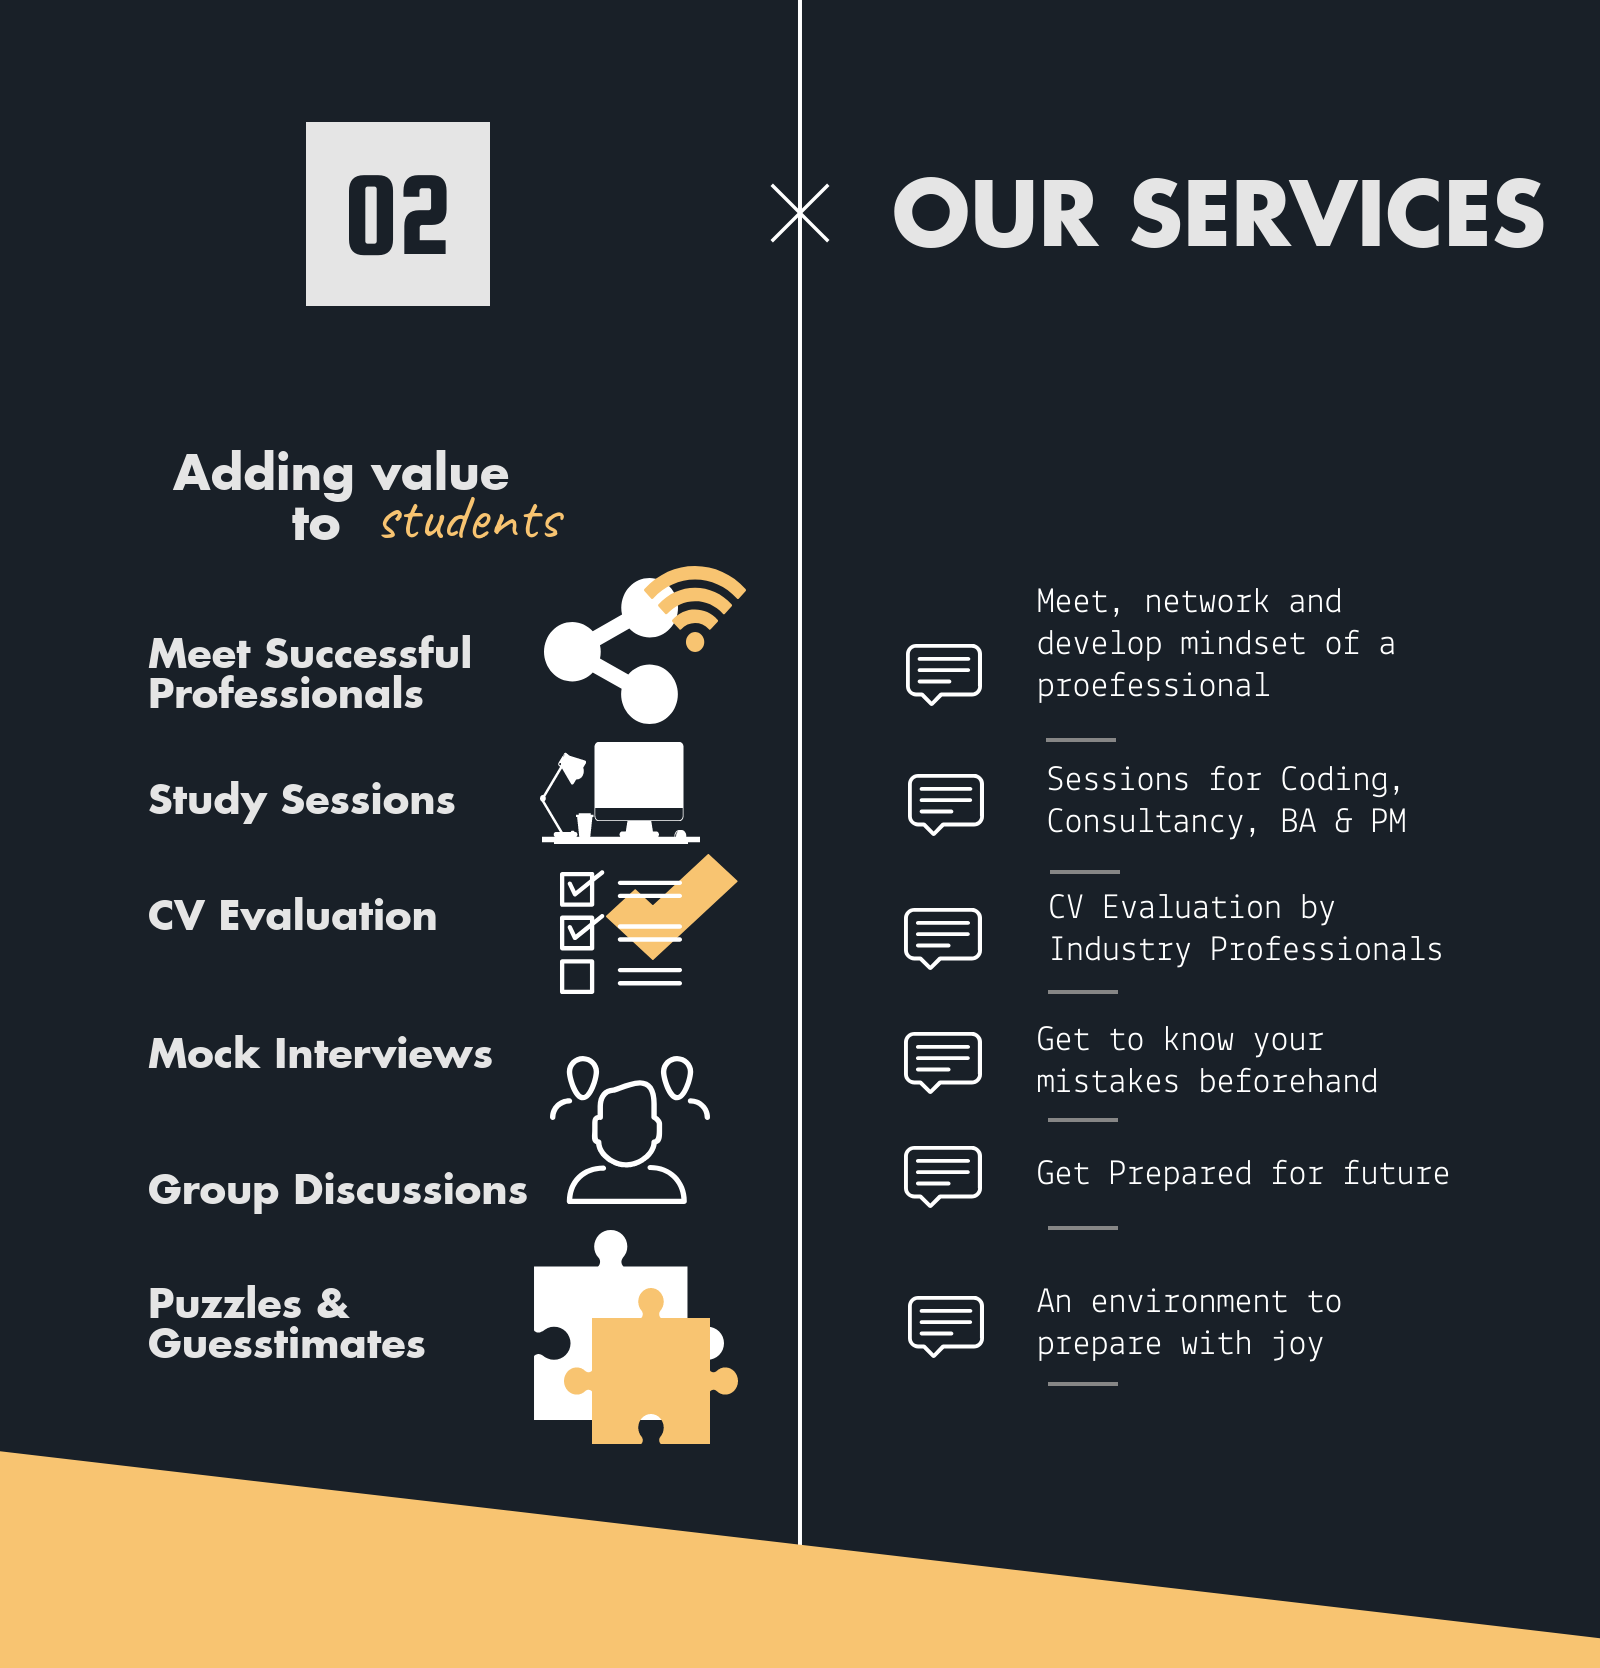 02
OUR SERVICES
Adding value
to students
Meet Successful
Professionals
Meet, network and
develop mindset of a
proefessional
Study Sessions
Sessions for Coding,
Consultancy, BA & PM
CV Evaluation
CV Evaluation by
Industry Professionals
Mock Interviews
Get to know your
mistakes beforehand
Group Discussions
Get Prepared for future
Puzzles &
Guesstimates
An environment to
prepare with joy